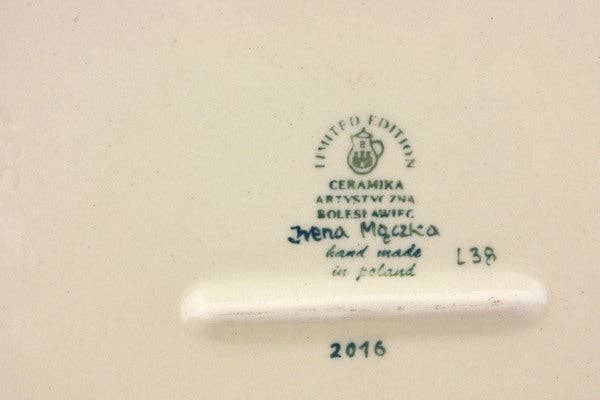 LIMITED EDITION
B
CERAMIKA
ARTYSTYCZNA
BOLESŁAWIEC
Irena Mączka
hand made
in poland
L38
2016